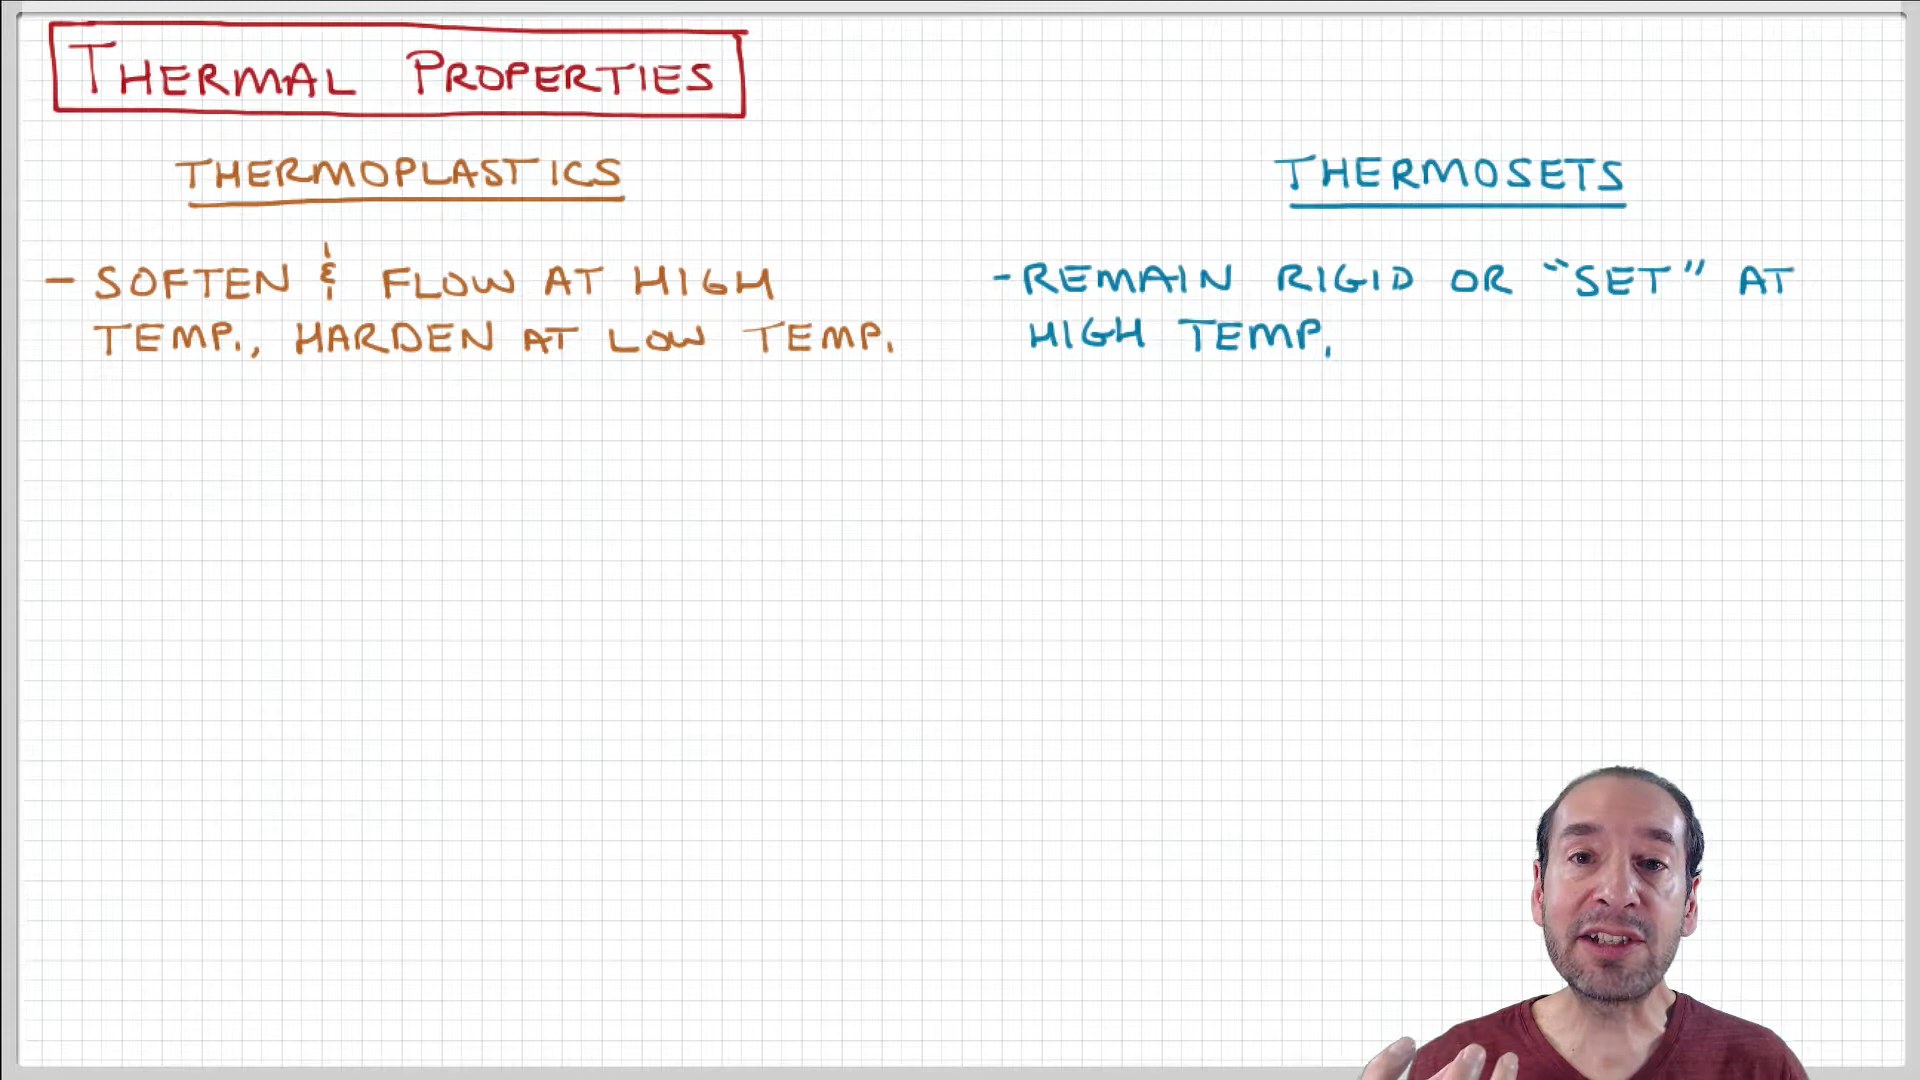 THERMAL PROPERTIES
THERMOPLASTICS
- SOFTEN & FLOW AT HIGH
TEMP., HARDEN AT LOW TEMP.
THERMOSETS
- REMAIN RIGID OR "SET" AT
HIGH TEMP.